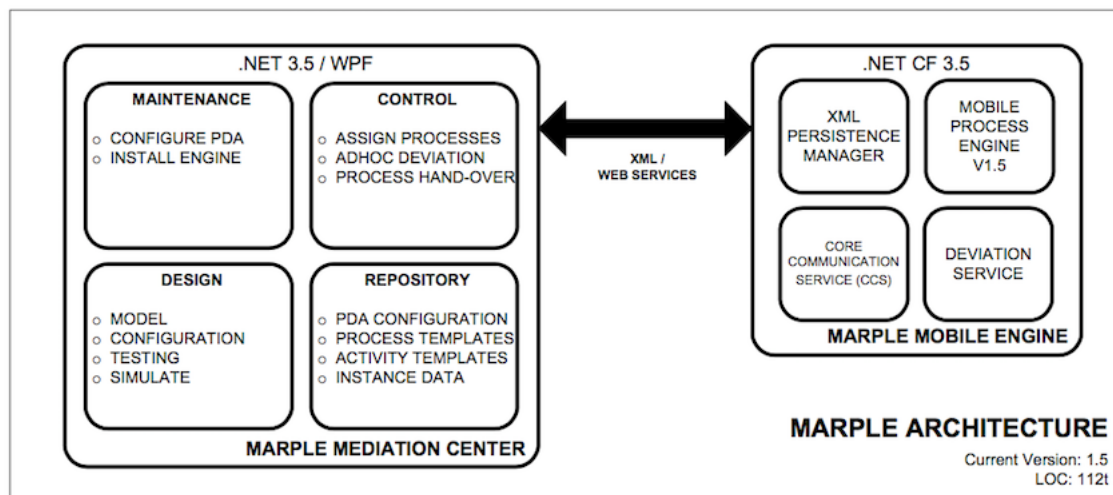 .NET 3.5 / WPF
MAINTENANCE
○ CONFIGURE PDA
○ INSTALL ENGINE
CONTROL
○ ASSIGN PROCESSES
○ ADHOC DEVIATION
○ PROCESS HAND-OVER
DESIGN
○ MODEL
○ CONFIGURATION
○ TESTING
○ SIMULATE
REPOSITORY
○ PDA CONFIGURATION
○ PROCESS TEMPLATES
○ ACTIVITY TEMPLATES
○ INSTANCE DATA
MARPLE MEDIATION CENTER
XML /
WEB SERVICES
.NET CF 3.5
XML
PERSISTENCE
MANAGER
MOBILE
PROCESS
ENGINE
V1.5
CORE
COMMUNICATION
SERVICE (CCS)
DEVIATION
SERVICE
MARPLE MOBILE ENGINE
MARPLE ARCHITECTURE
Current Version: 1.5
LOC: 112t